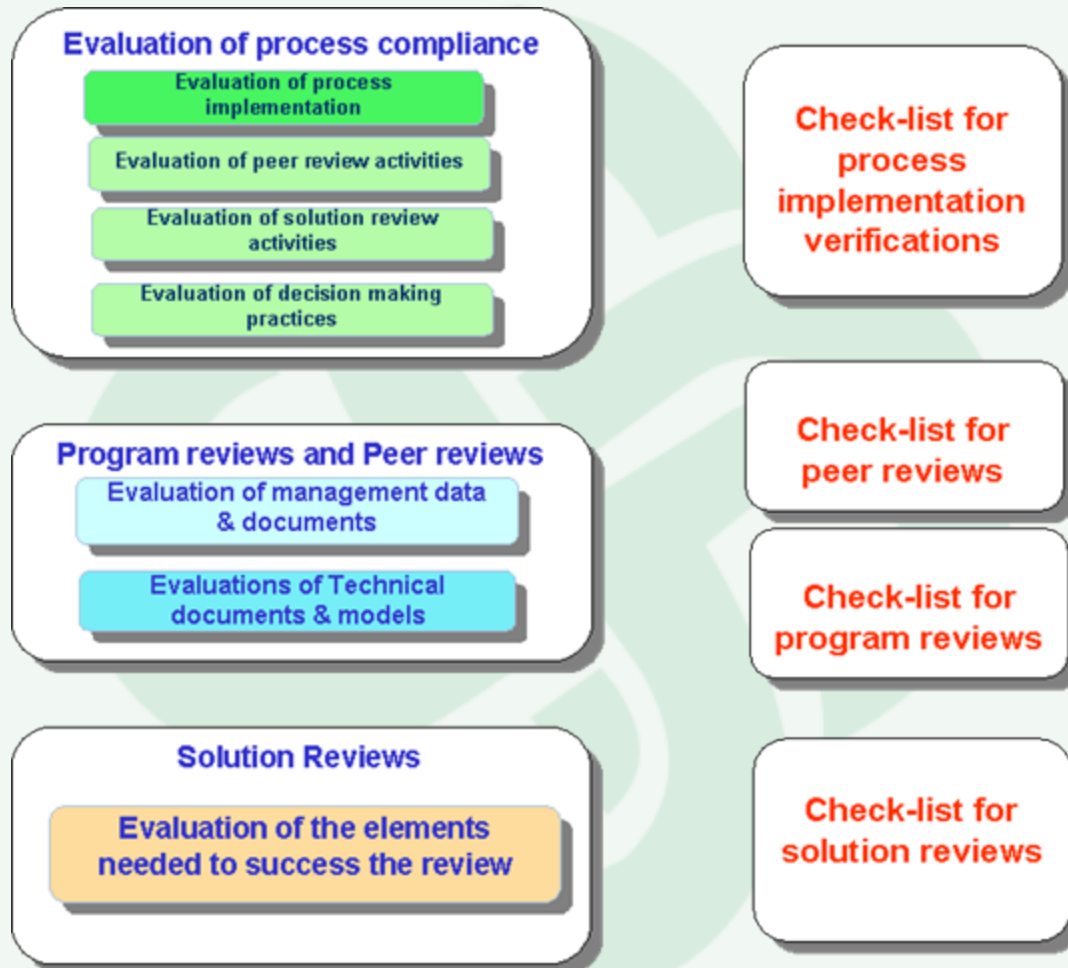 Evaluation of process compliance
Evaluation of process
implementation
Evaluation of peer review activities
Evaluation of solution review
activities
Evaluation of decision making
practices
Check-list for
process
implementation
verifications
Program reviews and Peer reviews
Evaluation of management data
& documents
Evaluations of Technical
documents & models
Check-list for
peer reviews
Check-list for
program reviews
Solution Reviews
Evaluation of the elements
needed to success the review
Check-list for
solution reviews